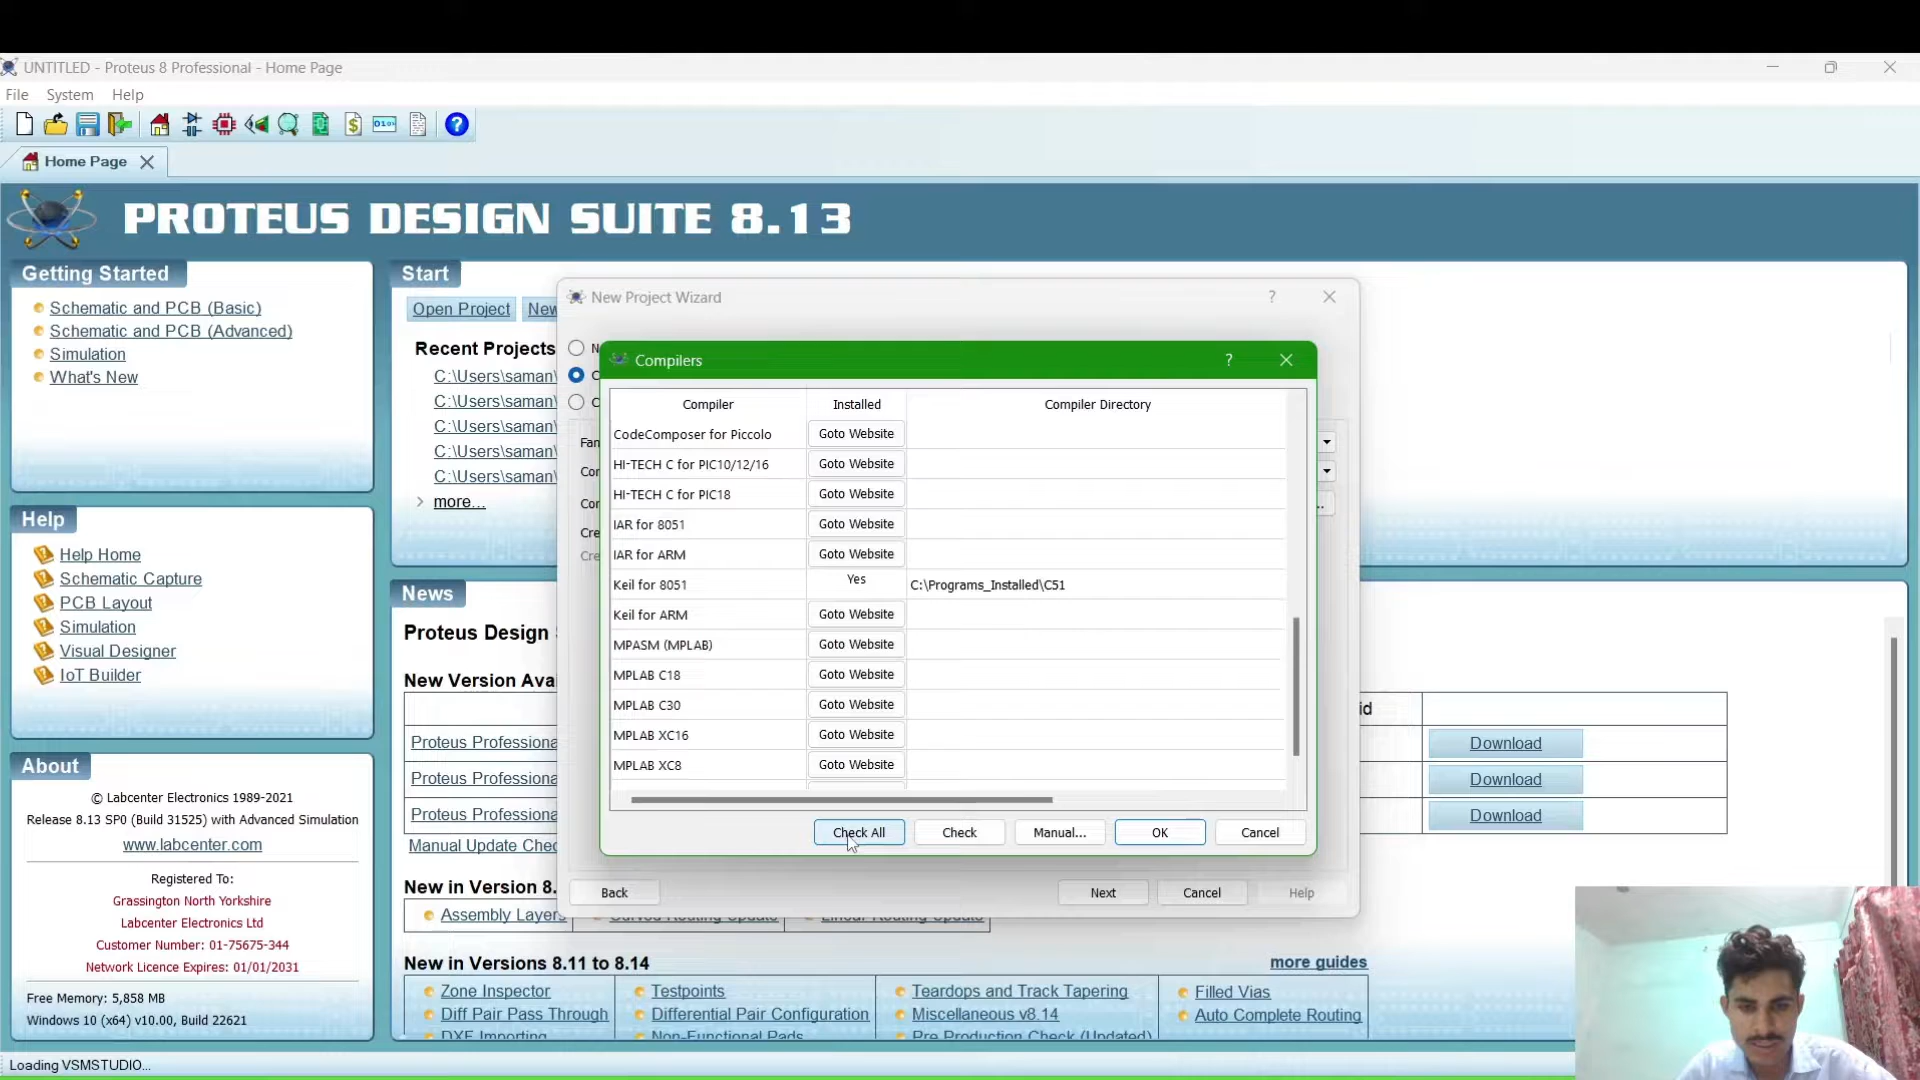 UNTITLED - Proteus 8 Professional - Home Page
File System Help
Home Page
PROTEUS DESIGN SUITE 8.13
Getting Started
Schematic and PCB (Basic)
Schematic and PCB (Advanced)
Simulation
What's New
Help
Help Home
Schematic Capture
PCB Layout
Simulation
Visual Designer
IoT Builder
About
© Labcenter Electronics 1989-2021
Release 8.13 SP0 (Build 31525) with Advanced Simulation
www.labcenter.com
Registered To:
Grassington North Yorkshire
Labcenter Electronics Ltd
Customer Number: 01-75675-344
Network Licence Expires: 01/01/2031
Free Memory: 5,858 MB
Windows 10 (x64) v10.00, Build 22621
Start
Open Project New
Recent Projects
C:\Users\saman\
C:\Users\saman\
C:\Users\saman\
C:\Users\saman\
C:\Users\saman\
more...
News
Proteus Design
New Version Ava
id
Proteus Professiona Download
Proteus Professiona Download
Proteus Professiona Download
Manual Update Chec
New in Version 8.
Assembly Layers
New in Versions 8.11 to 8.14 more guides
Zone Inspector Testpoints Teardops and Track Tapering Filled Vias
Diff Pair Pass Through Differential Pair Configuration Miscellaneous v8.14 Auto Complete Routing
DXF Importing Non-Functional Pads Pre Production Check (Updated)
New Project Wizard
Back Next Cancel Help
Compilers
Compiler Installed Compiler Directory
CodeComposer for Piccolo Goto Website
HI-TECH C for PIC10/12/16 Goto Website
HI-TECH C for PIC18 Goto Website
IAR for 8051 Goto Website
IAR for ARM Goto Website
Keil for 8051 Yes C:\Programs_Installed\C51
Keil for ARM Goto Website
MPASM (MPLAB) Goto Website
MPLAB C18 Goto Website
MPLAB C30 Goto Website
MPLAB XC16 Goto Website
MPLAB XC8 Goto Website
Check All Check Manual... OK Cancel
Loading VSMSTUDIO...